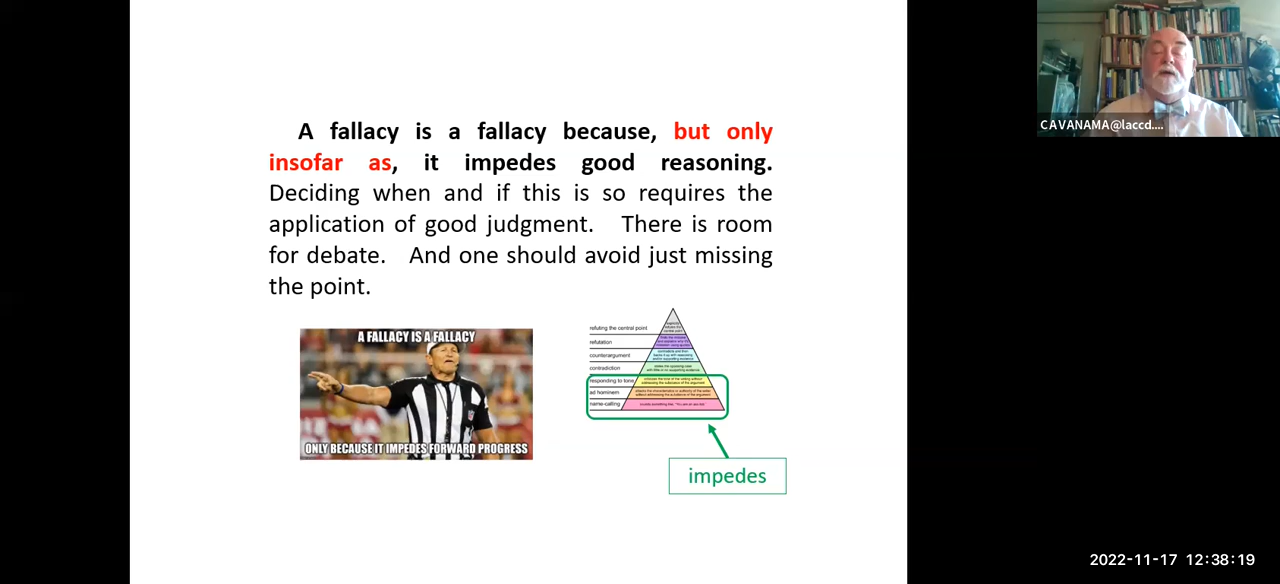 A fallacy is a fallacy because, but only
insofar as, it impedes good reasoning.
Deciding when and if this is so requires the
application of good judgment. There is room
for debate. And one should avoid just missing
the point.
A FALLACY IS A FALLACY
ONLY BECAUSE IT IMPEDES FORWARD PROGRESS
refuting the central point
refutation
counterargument
contradiction
responding to tone
ad hominem
name-calling
impedes
CAVANAMA@laccd....
2022-11-17 12:38:19